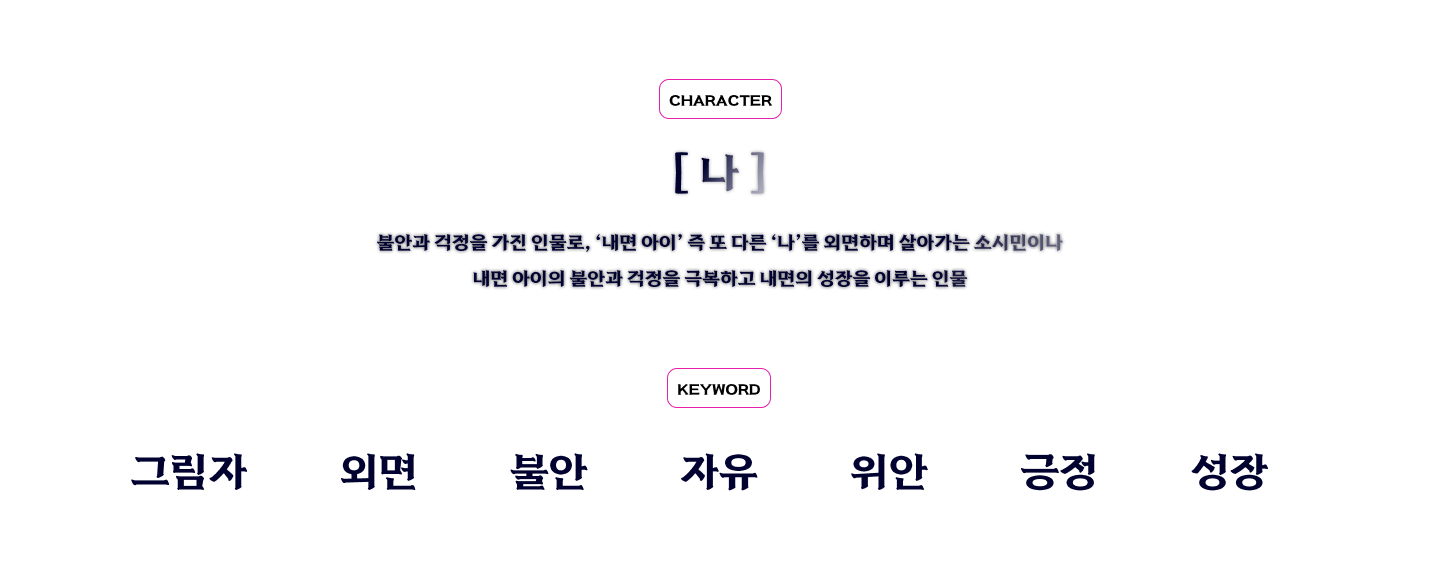 CHARACTER
[ 나 ]
불안과 걱정을 가진 인물로, ‘내면 아이’ 즉 또 다른 ‘나’를 외면하며 살아가는 소시민이나
내면 아이의 불안과 걱정을 극복하고 내면의 성장을 이루는 인물
KEYWORD
그림자 외면 불안 자유 위안 긍정 성장